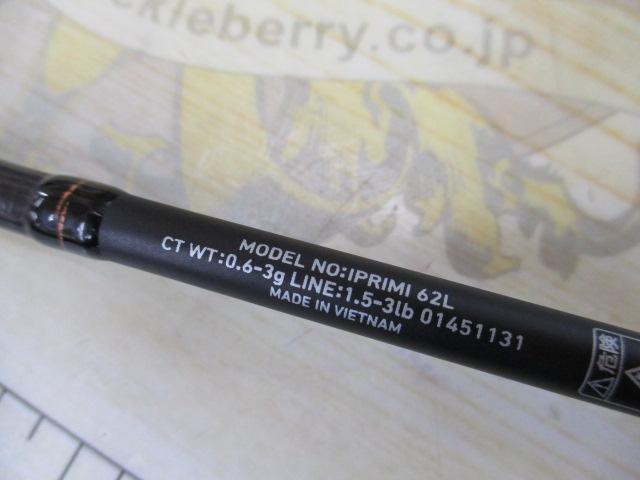 ckleberry.co.jp
MODEL NO:IPRIMI 62L
CT WT:0.6-3g LINE:1.5-3lb 01451131
MADE IN VIETNAM
危険